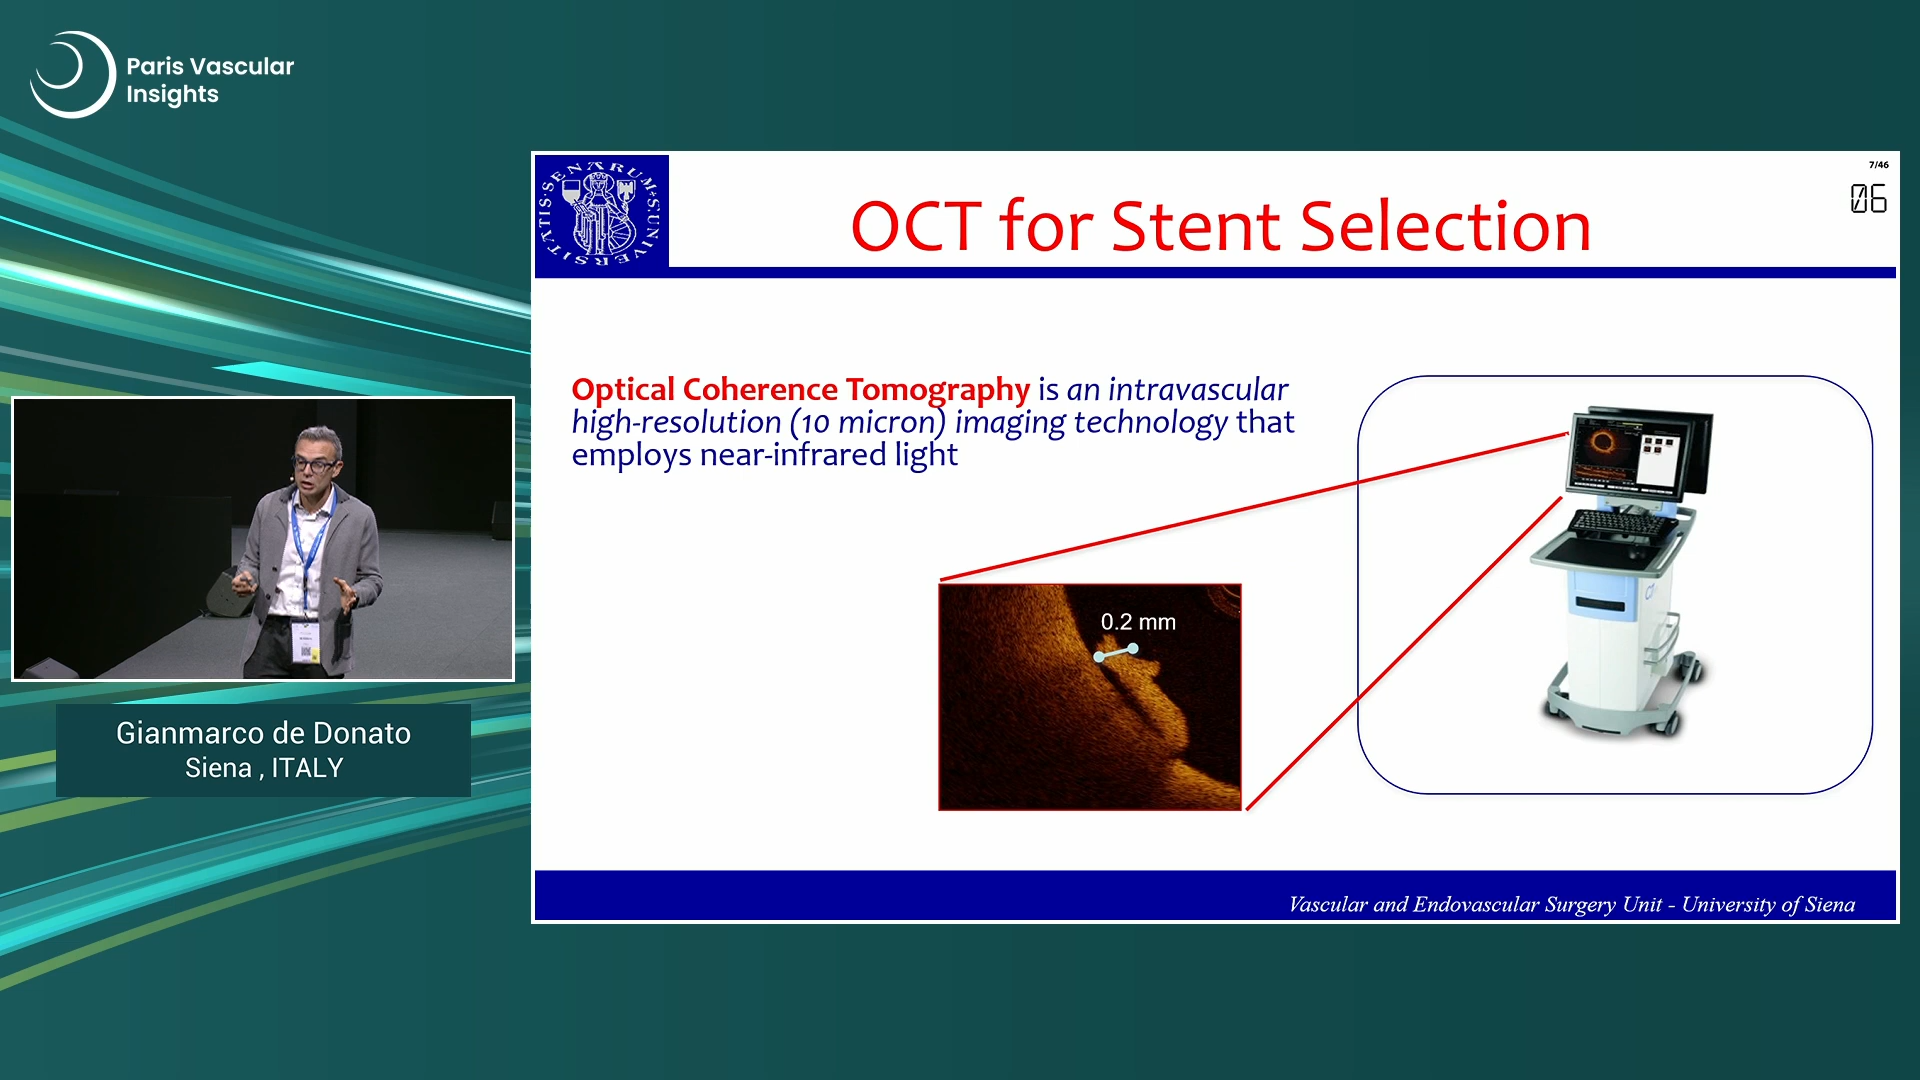 Paris Vascular
Insights
7/46
06
SENARUM·S·UNIVERSITATIS
OCT for Stent Selection
Optical Coherence Tomography is an intravascular
high-resolution (10 micron) imaging technology that
employs near-infrared light
0.2 mm
Gianmarco de Donato
Siena , ITALY
Vascular and Endovascular Surgery Unit - University of Siena